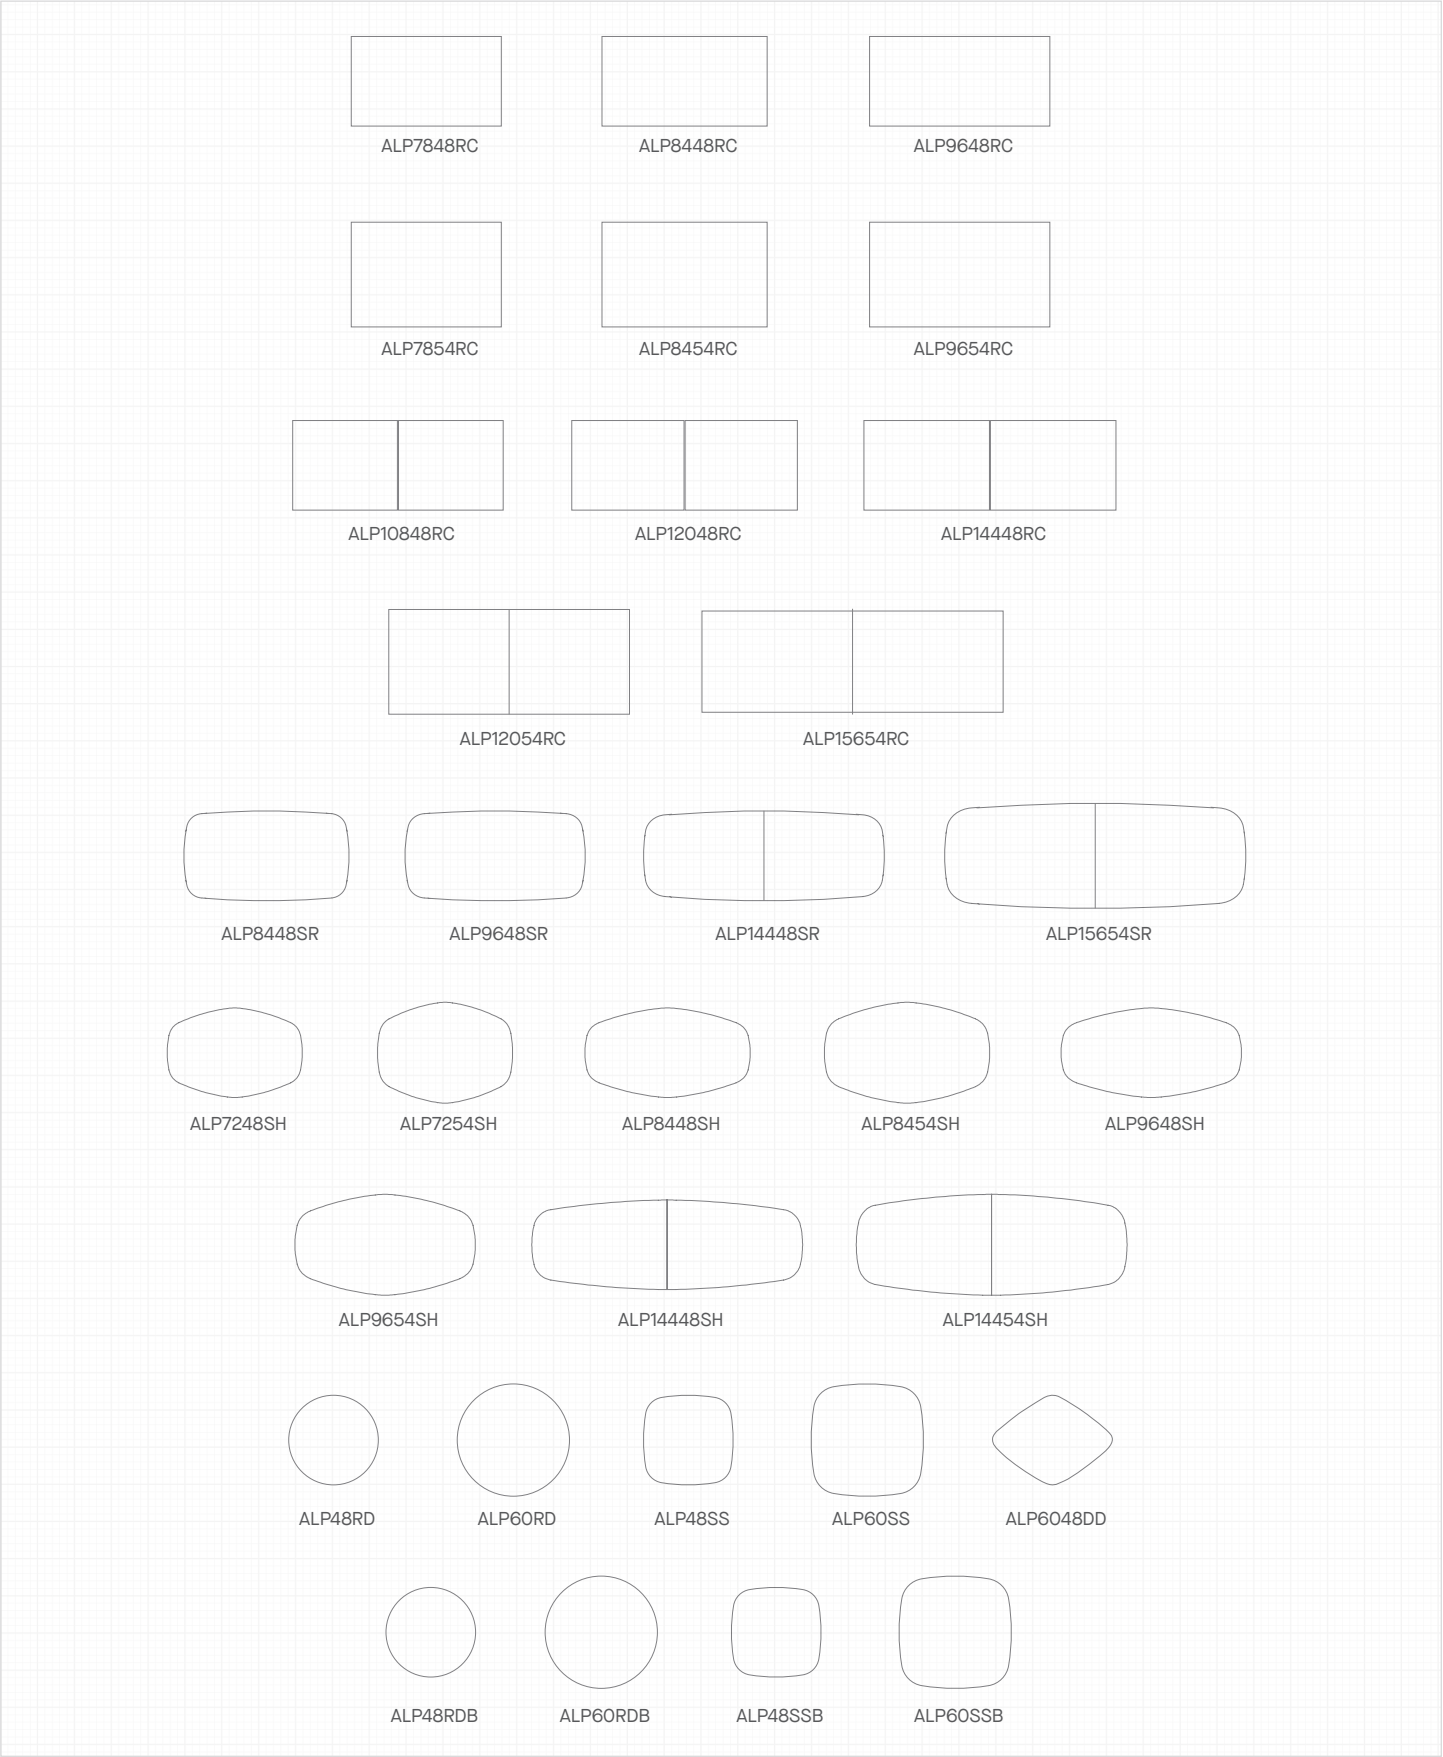 ALP7848RC ALP8448RC ALP9648RC
ALP7854RC ALP8454RC ALP9654RC
ALP10848RC ALP12048RC ALP14448RC
ALP12054RC ALP15654RC
ALP8448SR ALP9648SR ALP14448SR ALP15654SR
ALP7248SH ALP7254SH ALP8448SH ALP8454SH ALP9648SH
ALP9654SH ALP14448SH ALP14454SH
ALP48RD ALP60RD ALP48SS ALP60SS ALP6048DD
ALP48RDB ALP60RDB ALP48SSB ALP60SSB